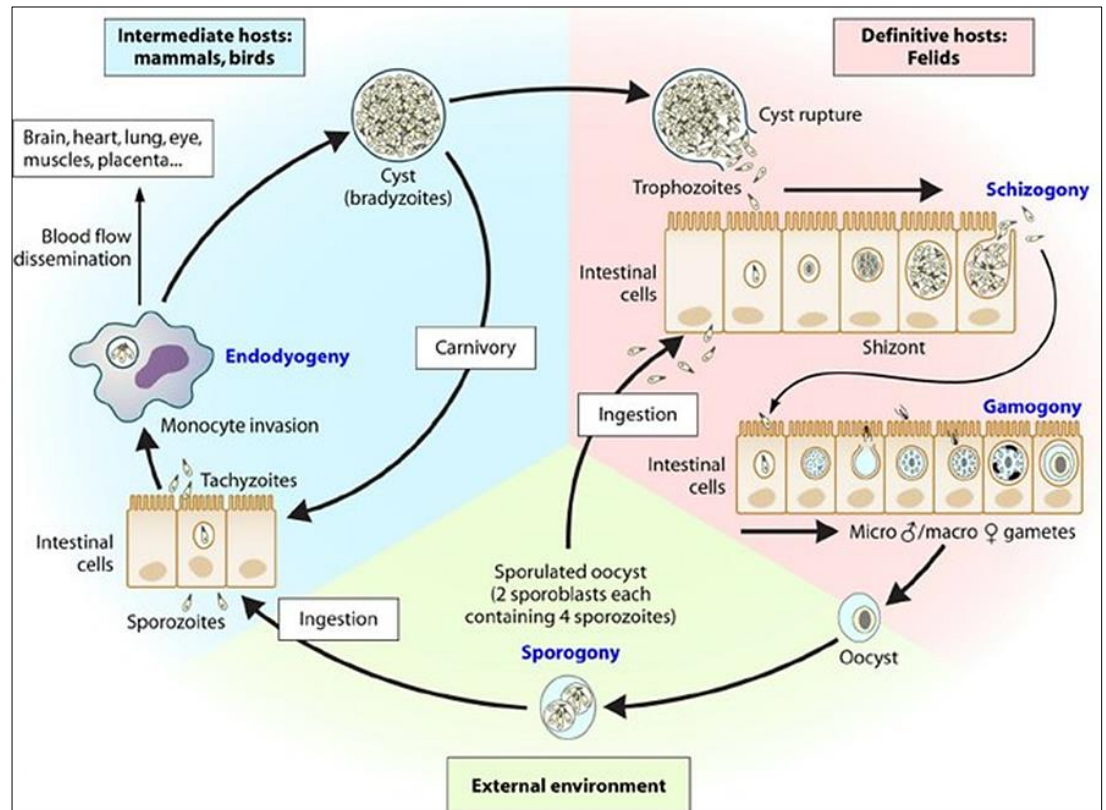 Intermediate hosts:
mammals, birds
Definitive hosts:
Felids
Brain, heart, lung, eye,
muscles, placenta...
Cyst
(bradyzoites)
Cyst rupture
Trophozoites
Schizogony
Blood flow
dissemination
Intestinal
cells
Shizont
Endodyogeny
Carnivory
Monocyte invasion
Ingestion
Gamogony
Tachyzoites
Intestinal
cells
Intestinal
cells
Micro ♂/macro ♀ gametes
Sporulated oocyst
(2 sporoblasts each
containing 4 sporozoites)
Sporozoites
Ingestion
Sporogony
Oocyst
External environment